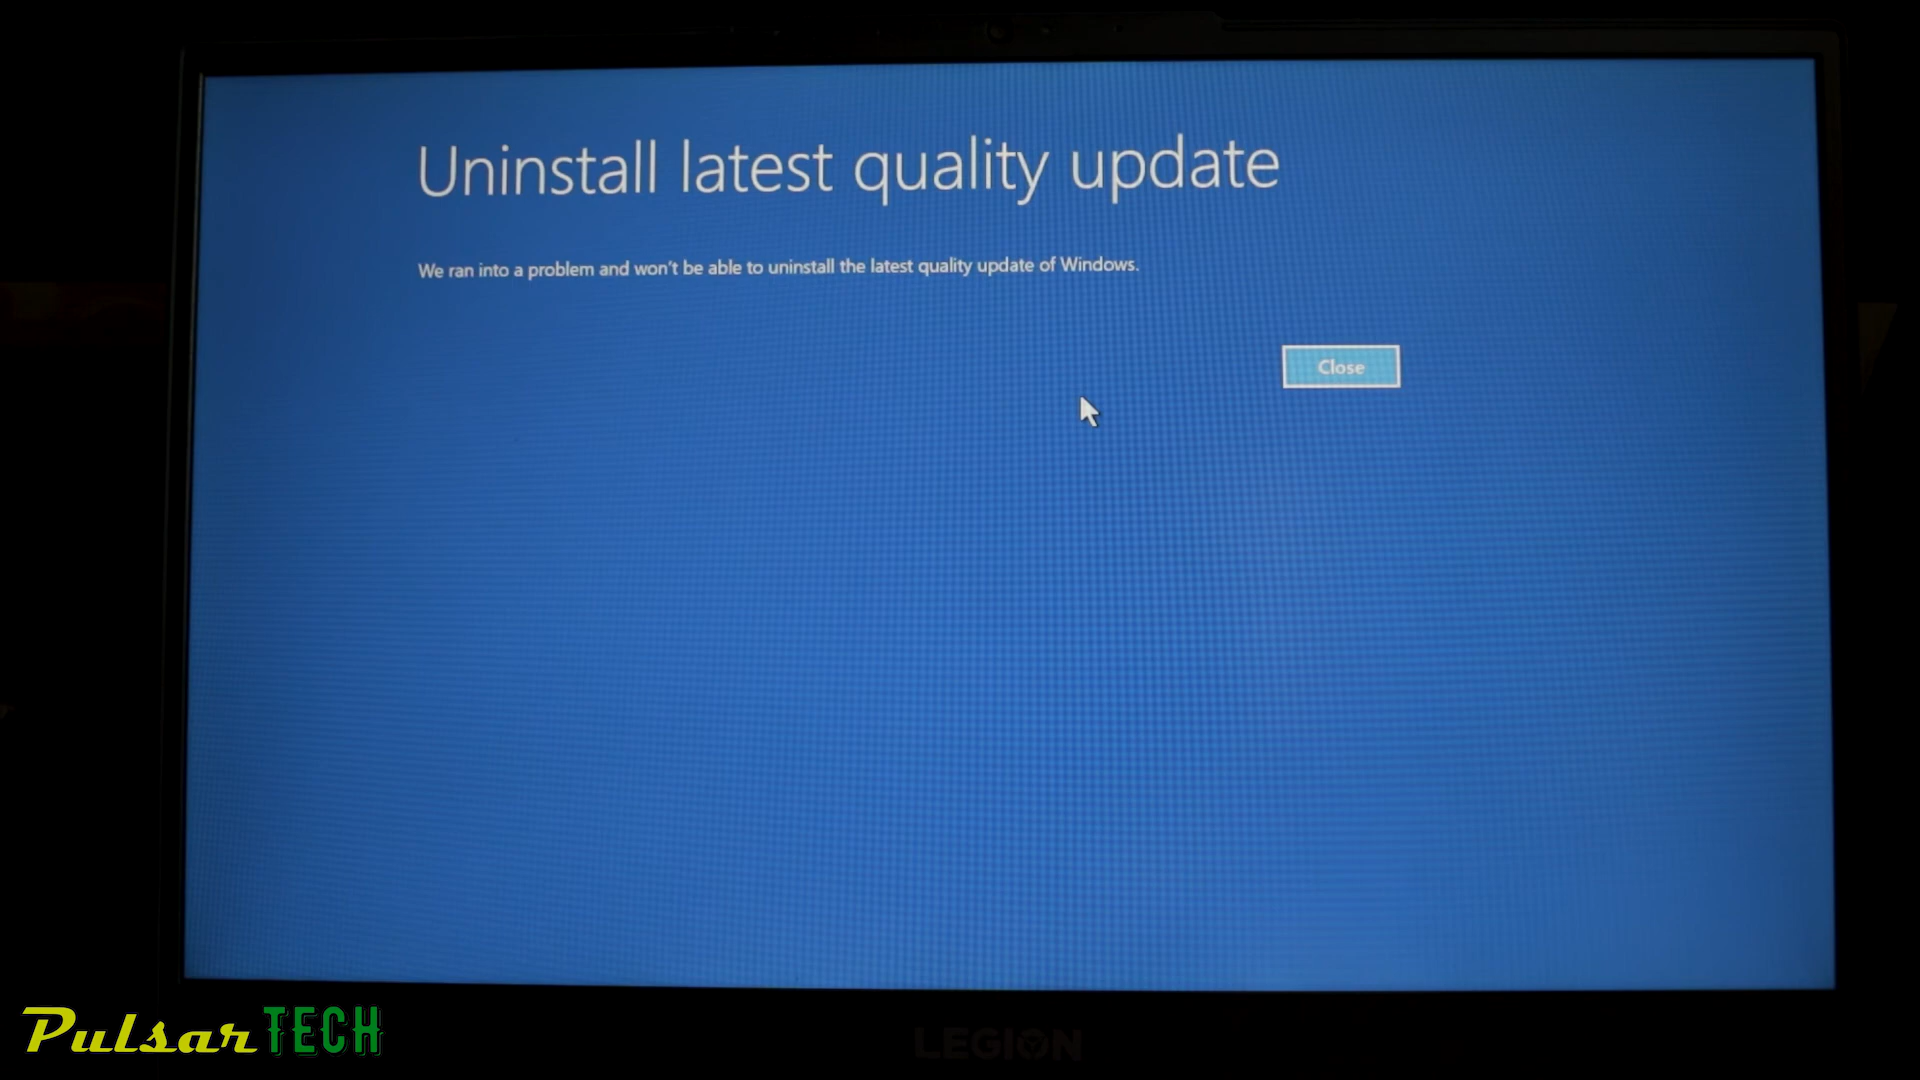 Uninstall latest quality update
We ran into a problem and won't be able to uninstall the latest quality update of Windows.
Close
PulsarTECH
LEGION